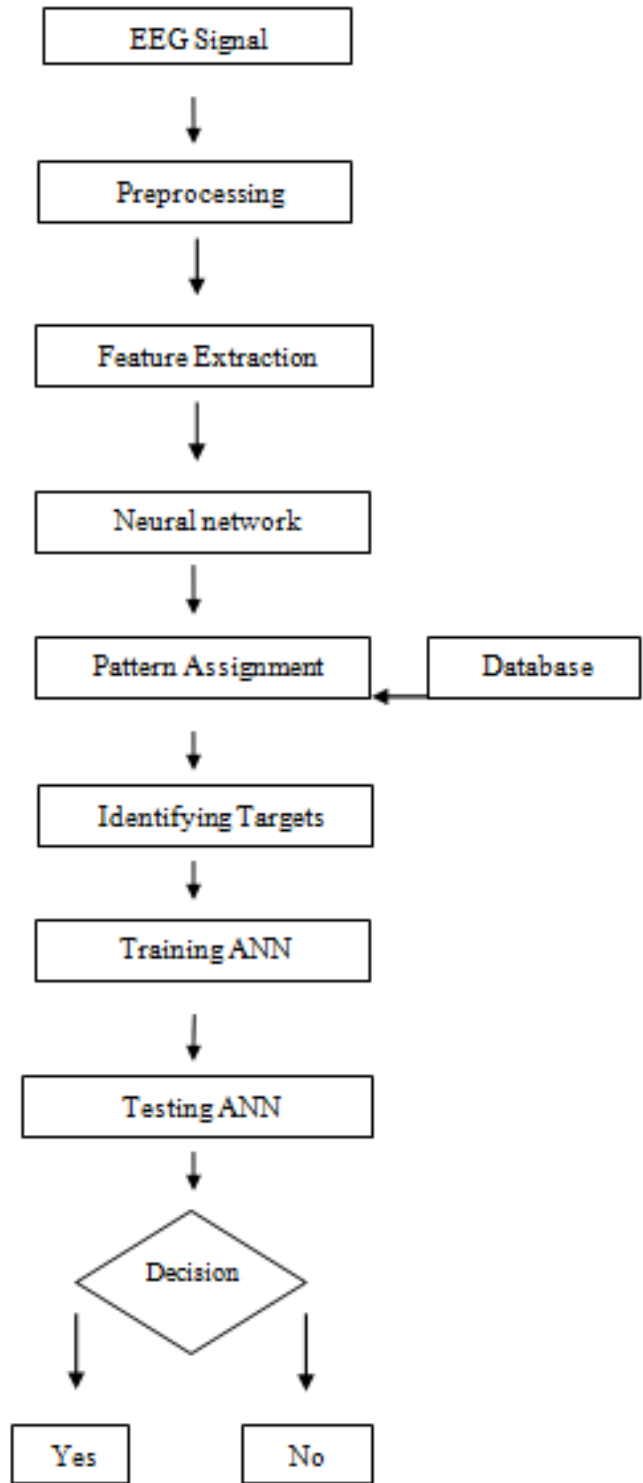 EEG Signal
Preprocessing
Feature Extraction
Neural network
Pattern Assignment
Database
Identifying Targets
Training ANN
Testing ANN
Decision
Yes
No